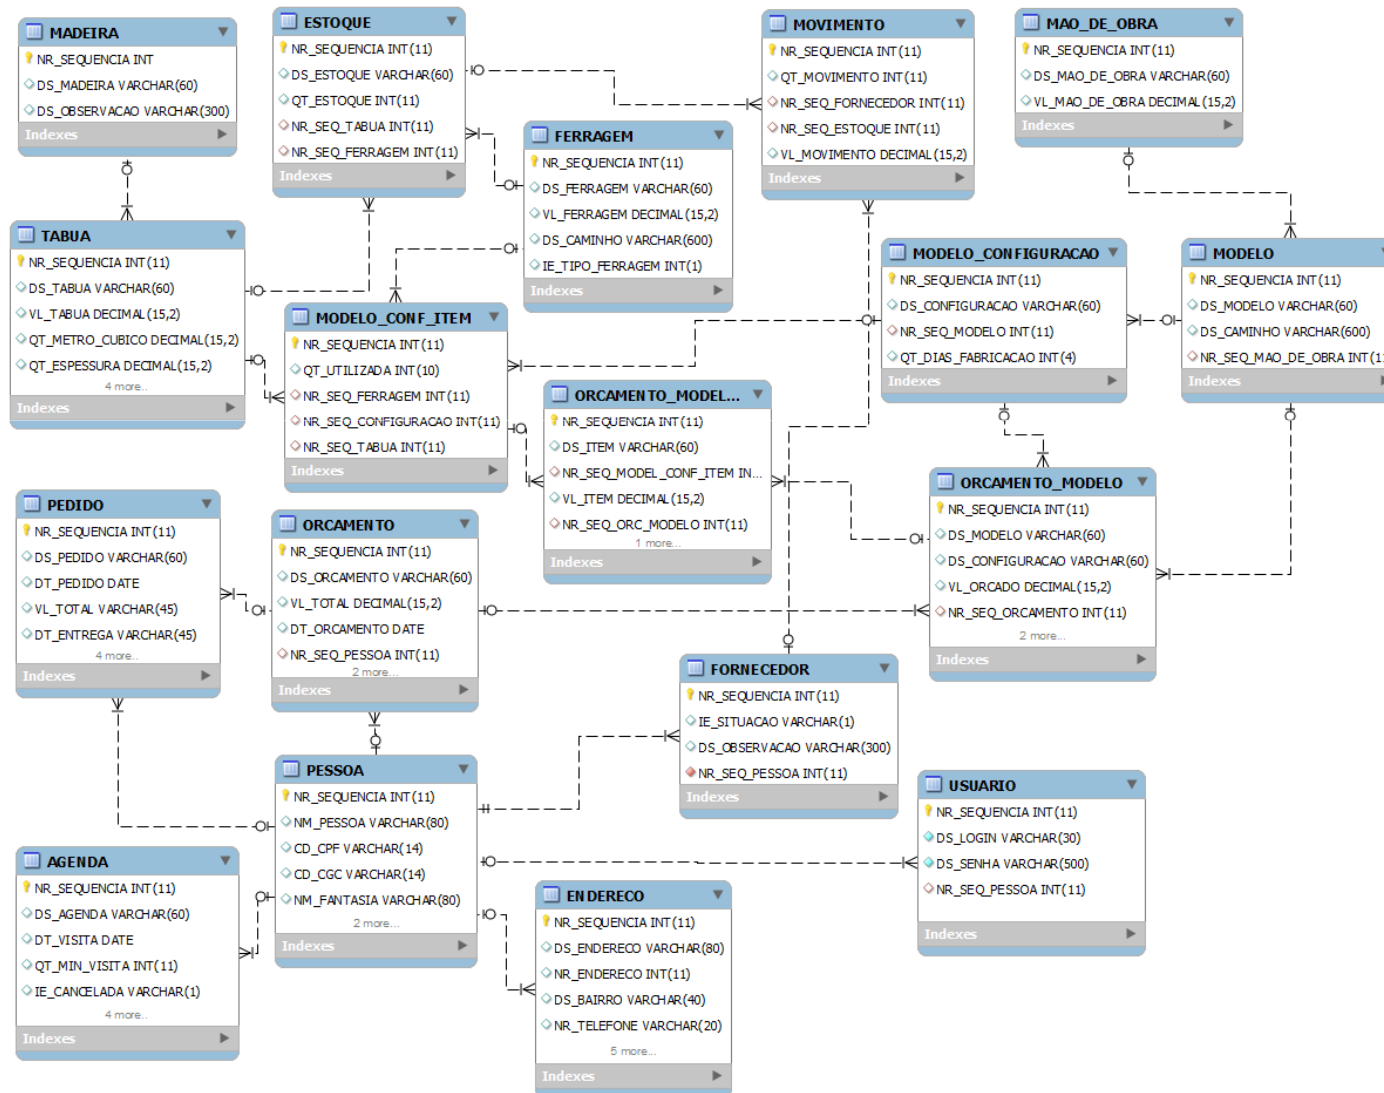 MADEIRA
NR_SEQUENCIA INT
DS_MADEIRA VARCHAR(60)
DS_OBSERVACAO VARCHAR(300)
Indexes
ESTOQUE
NR_SEQUENCIA INT(11)
DS_ESTOQUE VARCHAR(60)
QT_ESTOQUE INT(11)
NR_SEQ_TABUA INT(11)
NR_SEQ_FERRAGEM INT(11)
Indexes
MOVIMENTO
NR_SEQUENCIA INT(11)
QT_MOVIMENTO INT(11)
NR_SEQ_FORNECEDOR INT(11)
NR_SEQ_ESTOQUE INT(11)
VL_MOVIMENTO DECIMAL(15,2)
Indexes
MAO_DE_OBRA
NR_SEQUENCIA INT(11)
DS_MAO_DE_OBRA VARCHAR(60)
VL_MAO_DE_OBRA DECIMAL(15,2)
Indexes
FERRAGEM
NR_SEQUENCIA INT(11)
DS_FERRAGEM VARCHAR(60)
VL_FERRAGEM DECIMAL(15,2)
DS_CAMINHO VARCHAR(600)
IE_TIPO_FERRAGEM INT(1)
Indexes
TABUA
NR_SEQUENCIA INT(11)
DS_TABUA VARCHAR(60)
VL_TABUA DECIMAL(15,2)
QT_METRO_CUBICO DECIMAL(15,2)
QT_ESPESSURA DECIMAL(15,2)
4 more...
Indexes
MODELO_CONF_ITEM
NR_SEQUENCIA INT(11)
QT_UTILIZADA INT(10)
NR_SEQ_FERRAGEM INT(11)
NR_SEQ_CONFIGURACAO INT(11)
NR_SEQ_TABUA INT(11)
Indexes
MODELO_CONFIGURACAO
NR_SEQUENCIA INT(11)
DS_CONFIGURACAO VARCHAR(60)
NR_SEQ_MODELO INT(11)
QT_DIAS_FABRICACAO INT(4)
Indexes
MODELO
NR_SEQUENCIA INT(11)
DS_MODELO VARCHAR(60)
DS_CAMINHO VARCHAR(600)
NR_SEQ_MAO_DE_OBRA INT(11
Indexes
ORCAMENTO_MODEL...
NR_SEQUENCIA INT(11)
DS_ITEM VARCHAR(60)
NR_SEQ_MODEL_CONF_ITEM IN...
VL_ITEM DECIMAL(15,2)
NR_SEQ_ORC_MODELO INT(11)
1 more...
Indexes
ORCAMENTO_MODELO
NR_SEQUENCIA INT(11)
DS_MODELO VARCHAR(60)
DS_CONFIGURACAO VARCHAR(60)
VL_ORCADO DECIMAL(15,2)
NR_SEQ_ORCAMENTO INT(11)
2 more...
Indexes
PEDIDO
NR_SEQUENCIA INT(11)
DS_PEDIDO VARCHAR(60)
DT_PEDIDO DATE
VL_TOTAL VARCHAR(45)
DT_ENTREGA VARCHAR(45)
4 more...
Indexes
ORCAMENTO
NR_SEQUENCIA INT(11)
DS_ORCAMENTO VARCHAR(60)
VL_TOTAL DECIMAL(15,2)
DT_ORCAMENTO DATE
NR_SEQ_PESSOA INT(11)
2 more...
Indexes
FORNECEDOR
NR_SEQUENCIA INT(11)
IE_SITUACAO VARCHAR(1)
DS_OBSERVACAO VARCHAR(300)
NR_SEQ_PESSOA INT(11)
Indexes
PESSOA
NR_SEQUENCIA INT(11)
NM_PESSOA VARCHAR(80)
CD_CPF VARCHAR(14)
CD_CGC VARCHAR(14)
NM_FANTASIA VARCHAR(80)
2 more...
Indexes
USUARIO
NR_SEQUENCIA INT(11)
DS_LOGIN VARCHAR(30)
DS_SENHA VARCHAR(500)
NR_SEQ_PESSOA INT(11)
Indexes
AGENDA
NR_SEQUENCIA INT(11)
DS_AGENDA VARCHAR(60)
DT_VISITA DATE
QT_MIN_VISITA INT(11)
IE_CANCELADA VARCHAR(1)
4 more...
Indexes
ENDERECO
NR_SEQUENCIA INT(11)
DS_ENDERECO VARCHAR(80)
NR_ENDERECO INT(11)
DS_BAIRRO VARCHAR(40)
NR_TELEFONE VARCHAR(20)
5 more...
Indexes